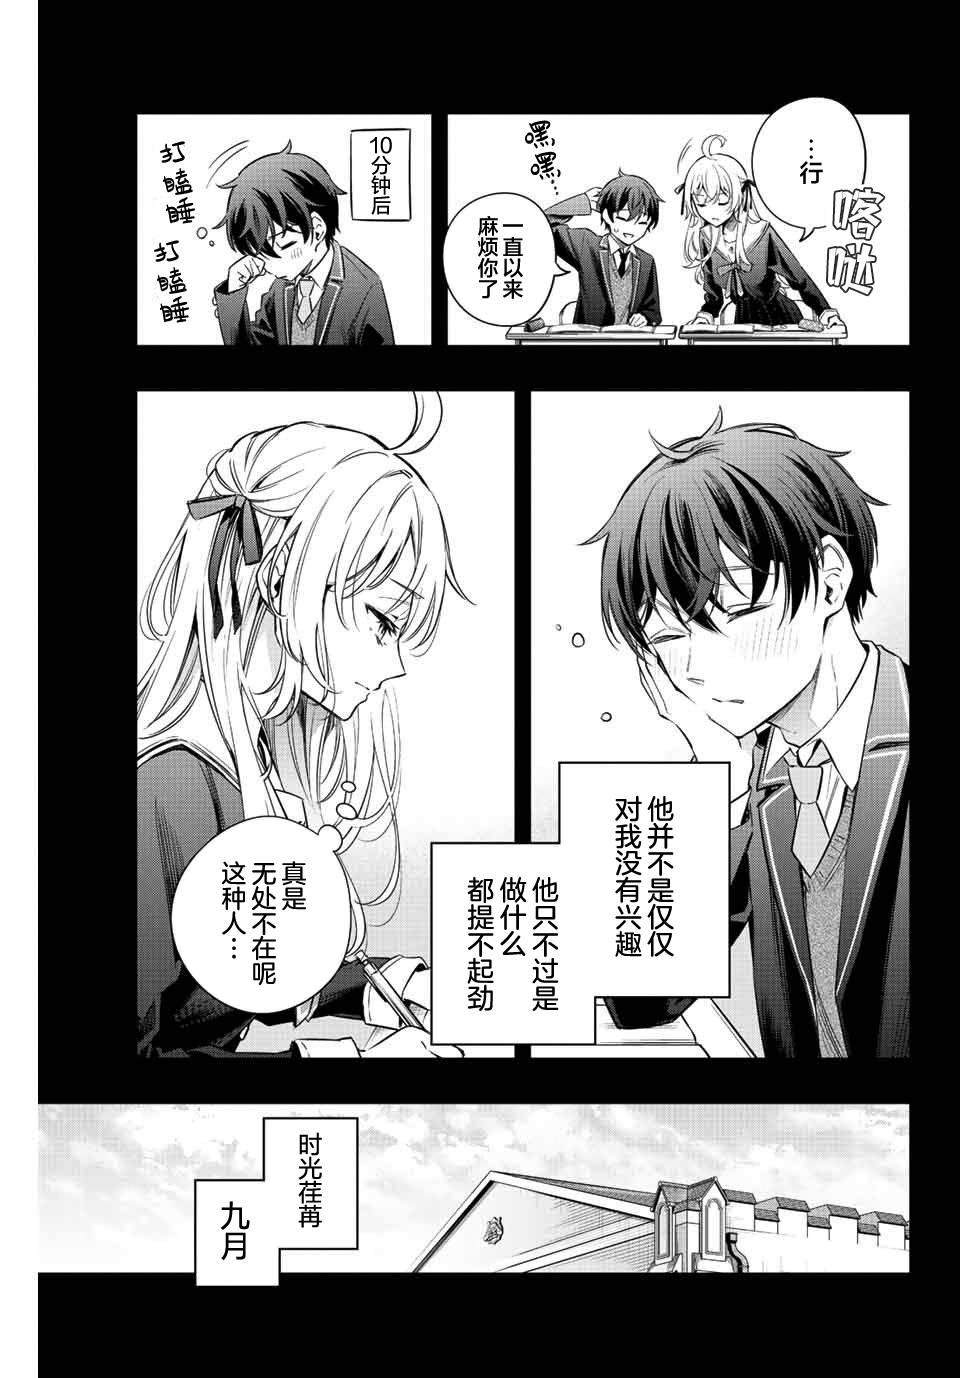 …行
喀哒
嘿嘿…
一直以来
麻烦你了
10分钟后
打瞌睡
打瞌睡
他并不是仅仅
对我没有兴趣
他只不过是
做什么
都提不起劲
真是
无处不在呢
这种人…
时光荏苒
九月